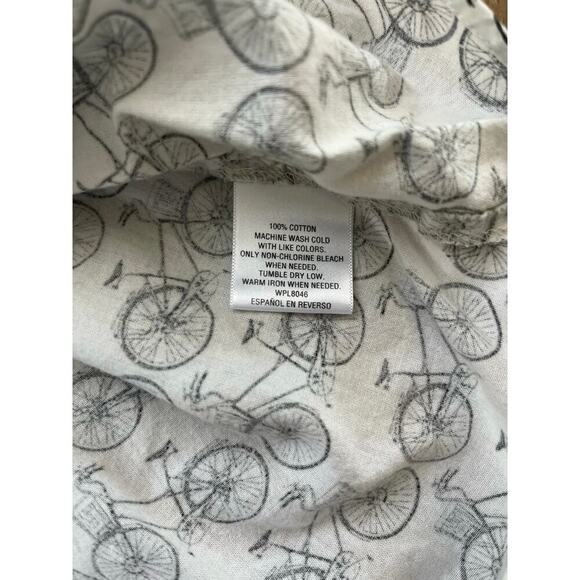 100% COTTON
MACHINE WASH COLD
WITH LIKE COLORS.
ONLY NON-CHLORINE BLEACH
WHEN NEEDED.
TUMBLE DRY LOW.
WARM IRON WHEN NEEDED.
WPL8046
ESPAÑOL EN REVERSO